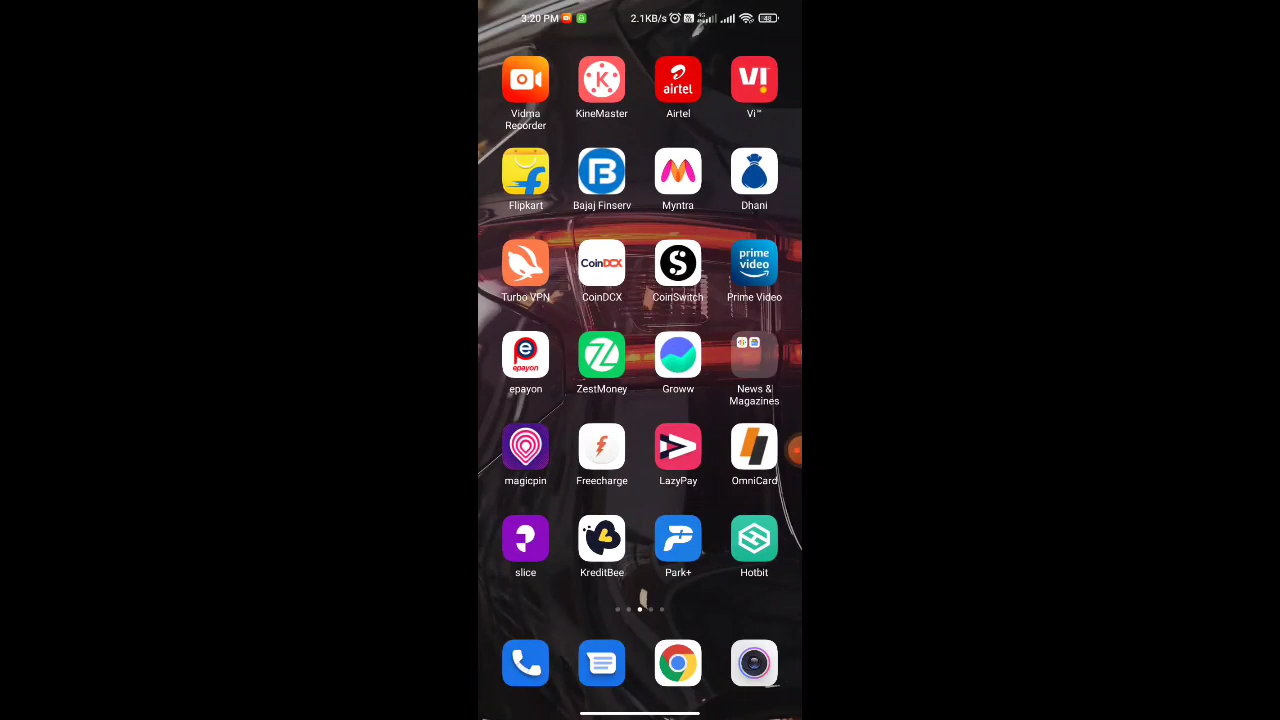 3:20 PM 2.1KB/s 4G 48
airtel VI
Vidma Recorder KineMaster Airtel Vi™
Flipkart Bajaj Finserv Myntra Dhani
CoinDCX prime video
Turbo VPN CoinDCX CoinSwitch Prime Video
epayon
epayon ZestMoney Groww News & Magazines
magicpin Freecharge LazyPay OmniCard
slice KreditBee Park+ Hotbit